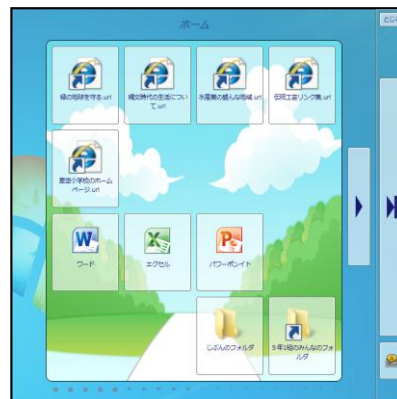 ホーム
とじ
緑の地球を守る.url
縄文時代の生活につい
て.url
水産業の盛んな地域.url
伝統工芸リンク集.url
星空小学校のホーム
ページ.url
ワード
エクセル
パワーポイント
じぶんのフォルダ
5年1組のみんなのフォ
ルダ